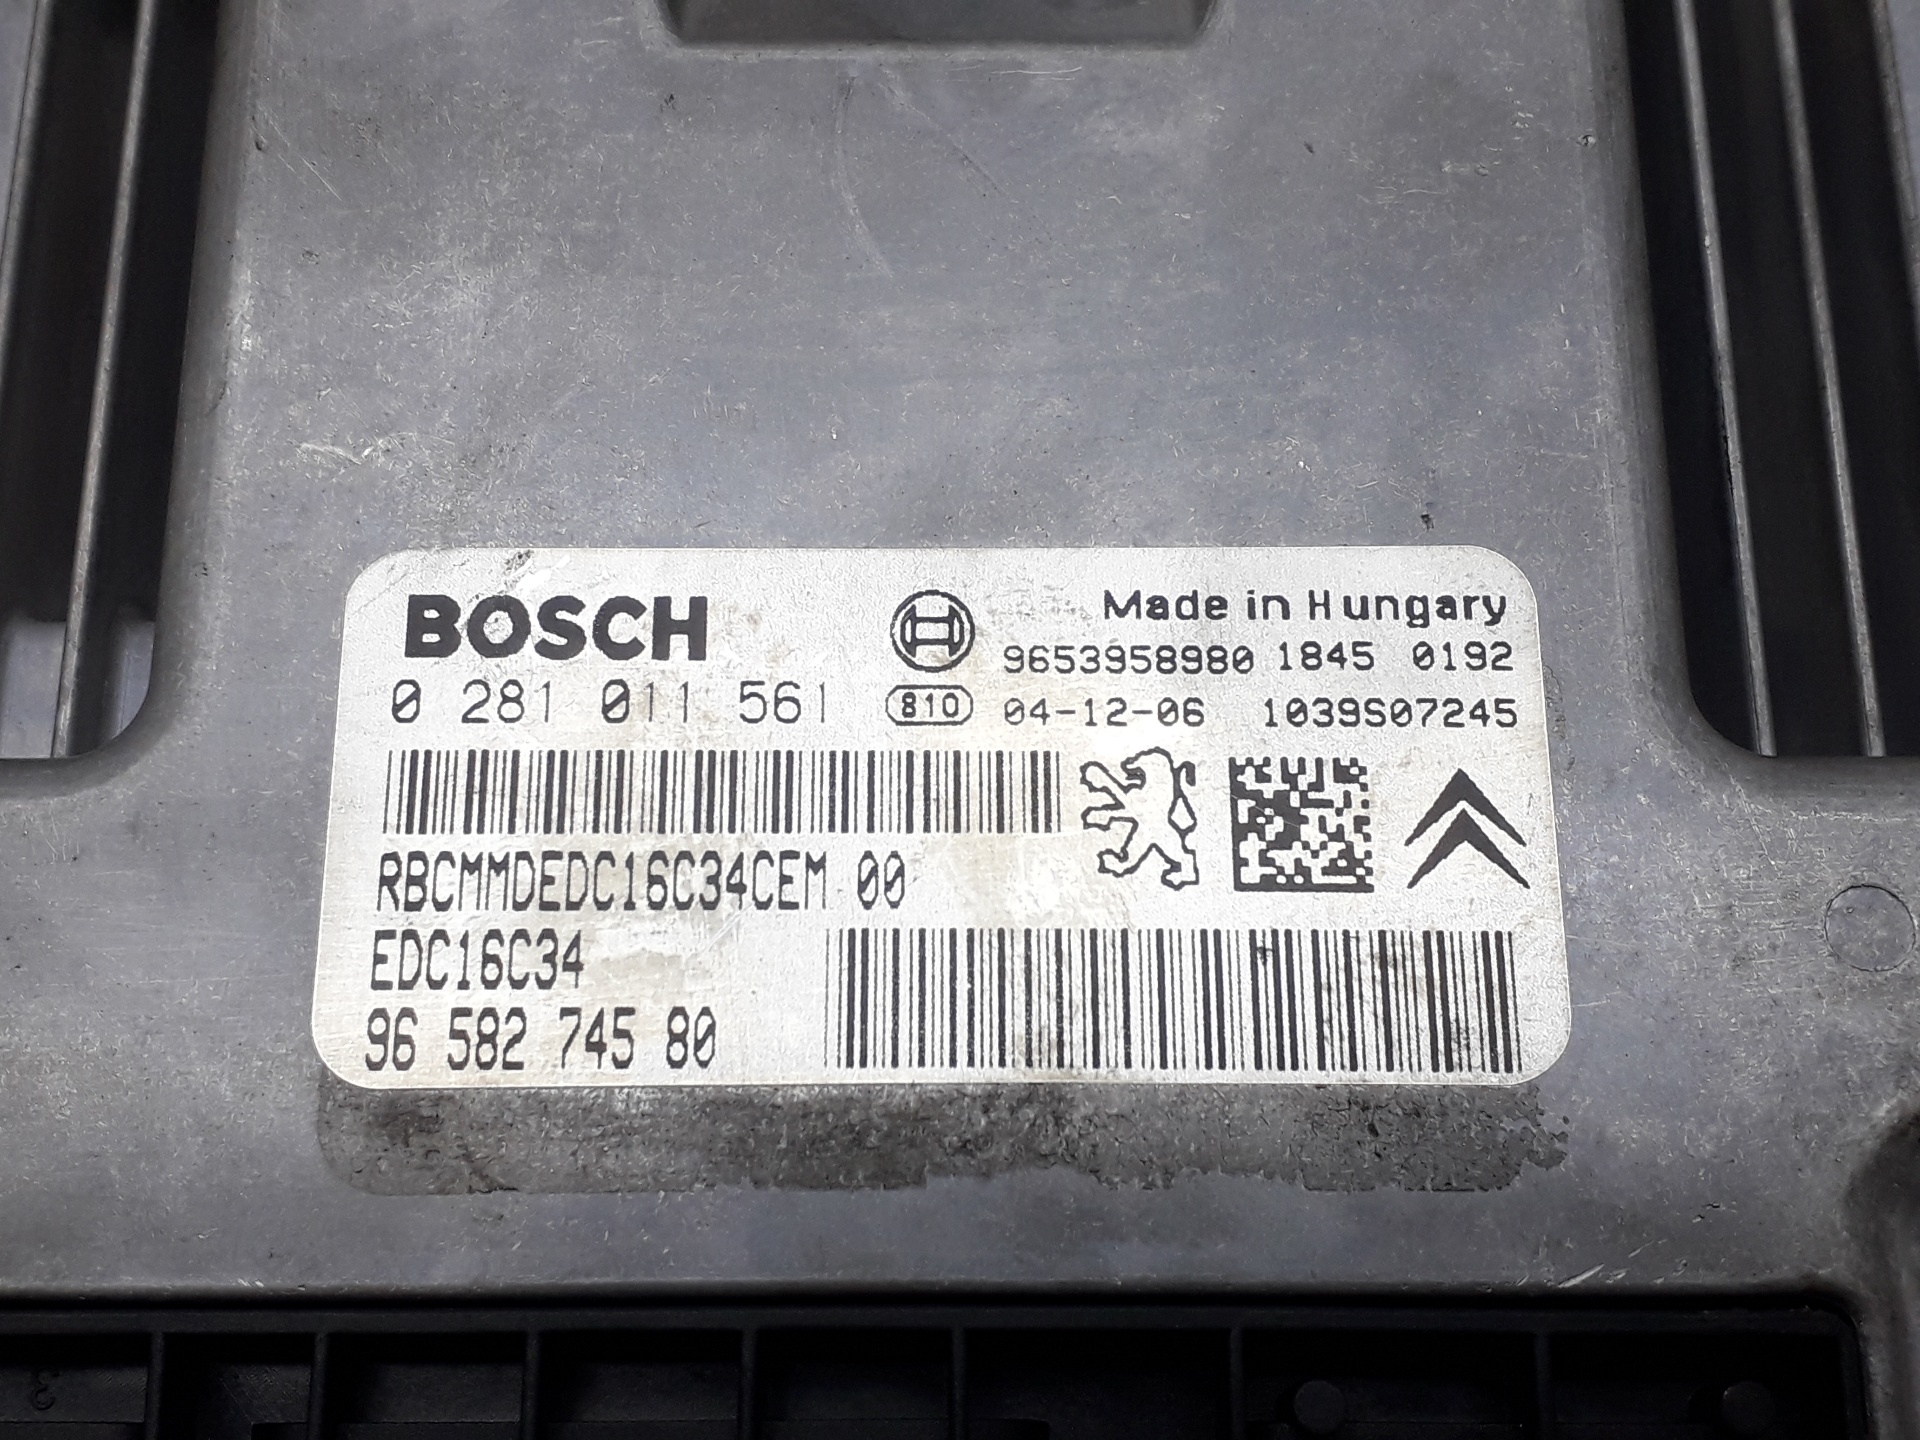 BOSCH
Made in Hungary
9653958980 1845 0192
0 281 011 561
810 04-12-06 1039S07245
RBCMMDEDC16C34CEM 00
EDC16C34
96 582 745 80